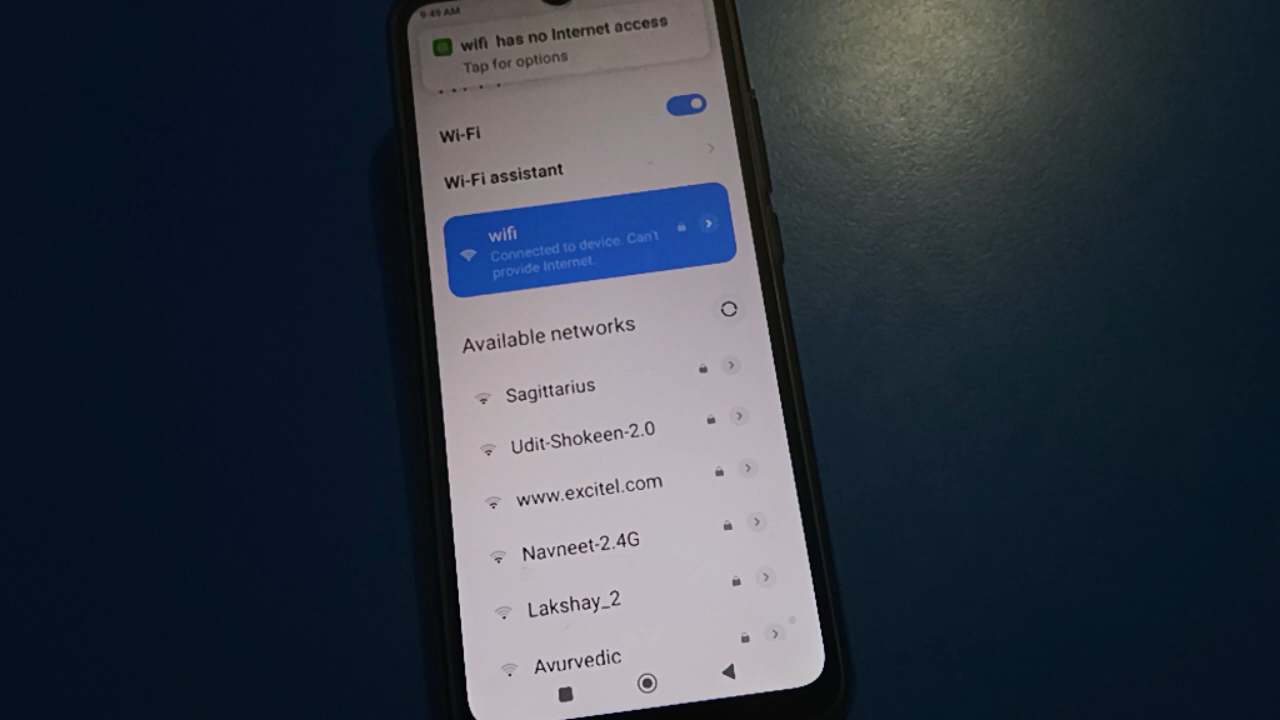 9:49 AM
wifi has no Internet access
Tap for options
Wi-Fi
Wi-Fi assistant
wifi
Connected to device. Can't
provide Internet.
Available networks
Sagittarius
Udit-Shokeen-2.0
www.excitel.com
Navneet-2.4G
Lakshay_2
Avurvedic